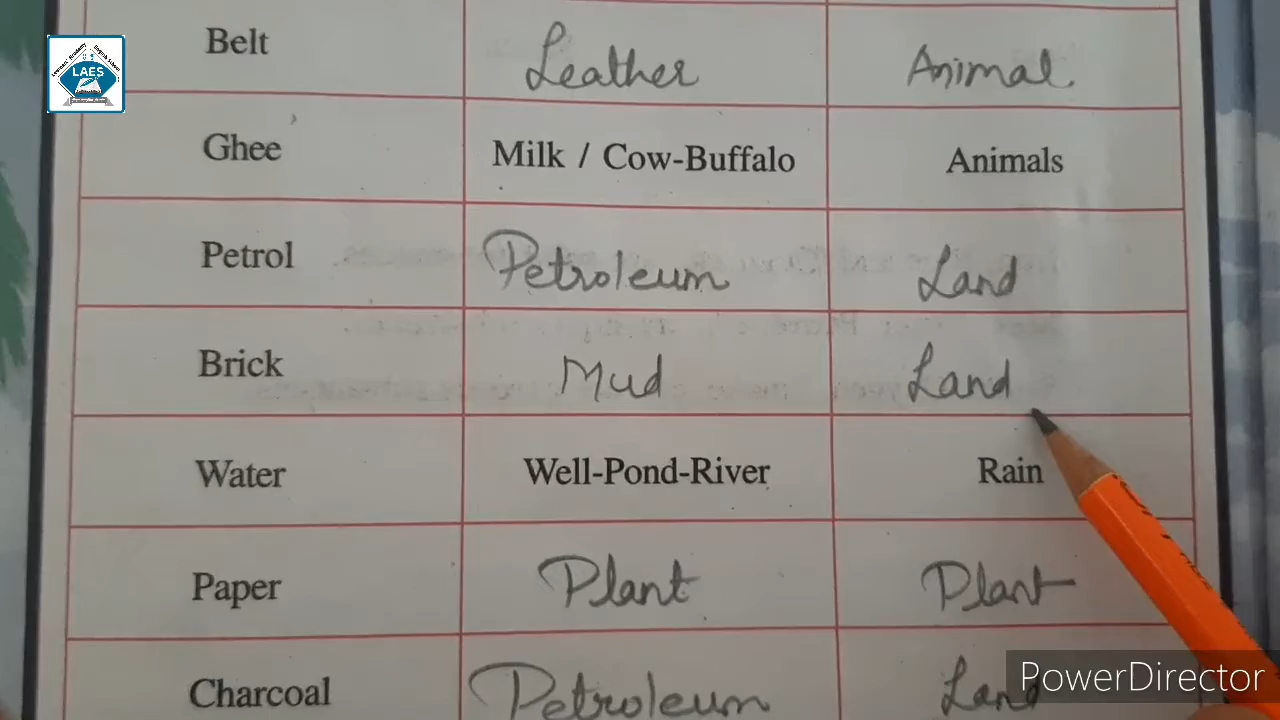 LAES
Belt Leather Animal
Ghee Milk / Cow-Buffalo Animals
Petrol Petroleum Land
Brick Mud Land
Water Well-Pond-River Rain
Paper Plant Plant
Charcoal Petroleum Land
PowerDirector